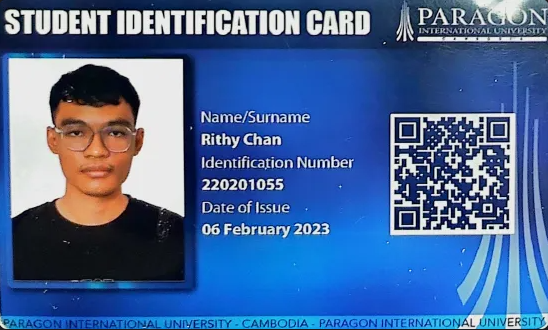 STUDENT IDENTIFICATION CARD
PARAGON
INTERNATIONAL UNIVERSITY
CAMBODIA
Name/Surname
Rithy Chan
Identification Number
220201055
Date of Issue
06 February 2023
PARAGON INTERNATIONAL UNIVERSITY - CAMBODIA - PARAGON INTERNATIONAL UNIVERSITY